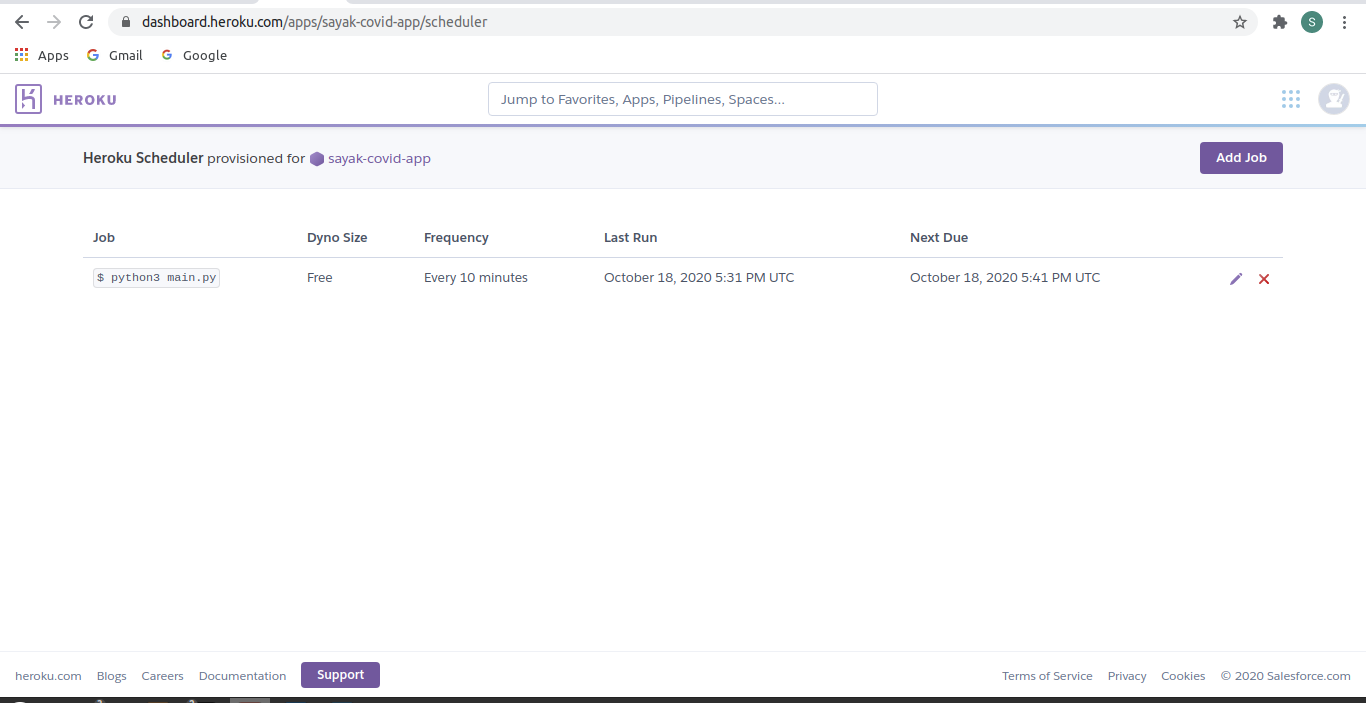 dashboard.heroku.com/apps/sayak-covid-app/scheduler
S
Apps Gmail Google
HEROKU Jump to Favorites, Apps, Pipelines, Spaces...
Heroku Scheduler provisioned for sayak-covid-app Add Job
Job Dyno Size Frequency Last Run Next Due
$ python3 main.py Free Every 10 minutes October 18, 2020 5:31 PM UTC October 18, 2020 5:41 PM UTC
heroku.com Blogs Careers Documentation Support Terms of Service Privacy Cookies © 2020 Salesforce.com